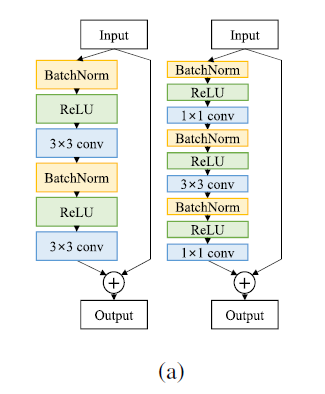 Input
BatchNorm
ReLU
3×3 conv
BatchNorm
ReLU
3×3 conv
+
Output
Input
BatchNorm
ReLU
1×1 conv
BatchNorm
ReLU
3×3 conv
BatchNorm
ReLU
1×1 conv
+
Output
(a)